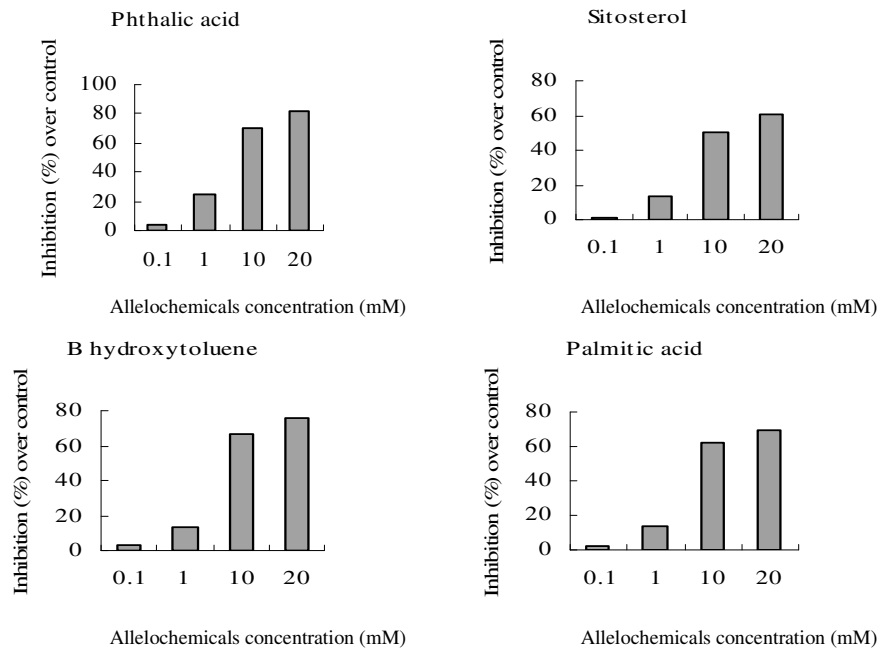 Phthalic acid
Inhibition (%) over control
100
80
60
40
20
0
0.1 1 10 20
Allelochemicals concentration (mM)
Sitosterol
Inhibition (%) over control
80
60
40
20
0
0.1 1 10 20
Allelochemicals concentration (mM)
B hydroxytoluene
Inhibition (%) over control
80
60
40
20
0
0.1 1 10 20
Allelochemicals concentration (mM)
Palmitic acid
Inhibition (%) over control
80
60
40
20
0
0.1 1 10 20
Allelochemicals concentration (mM)